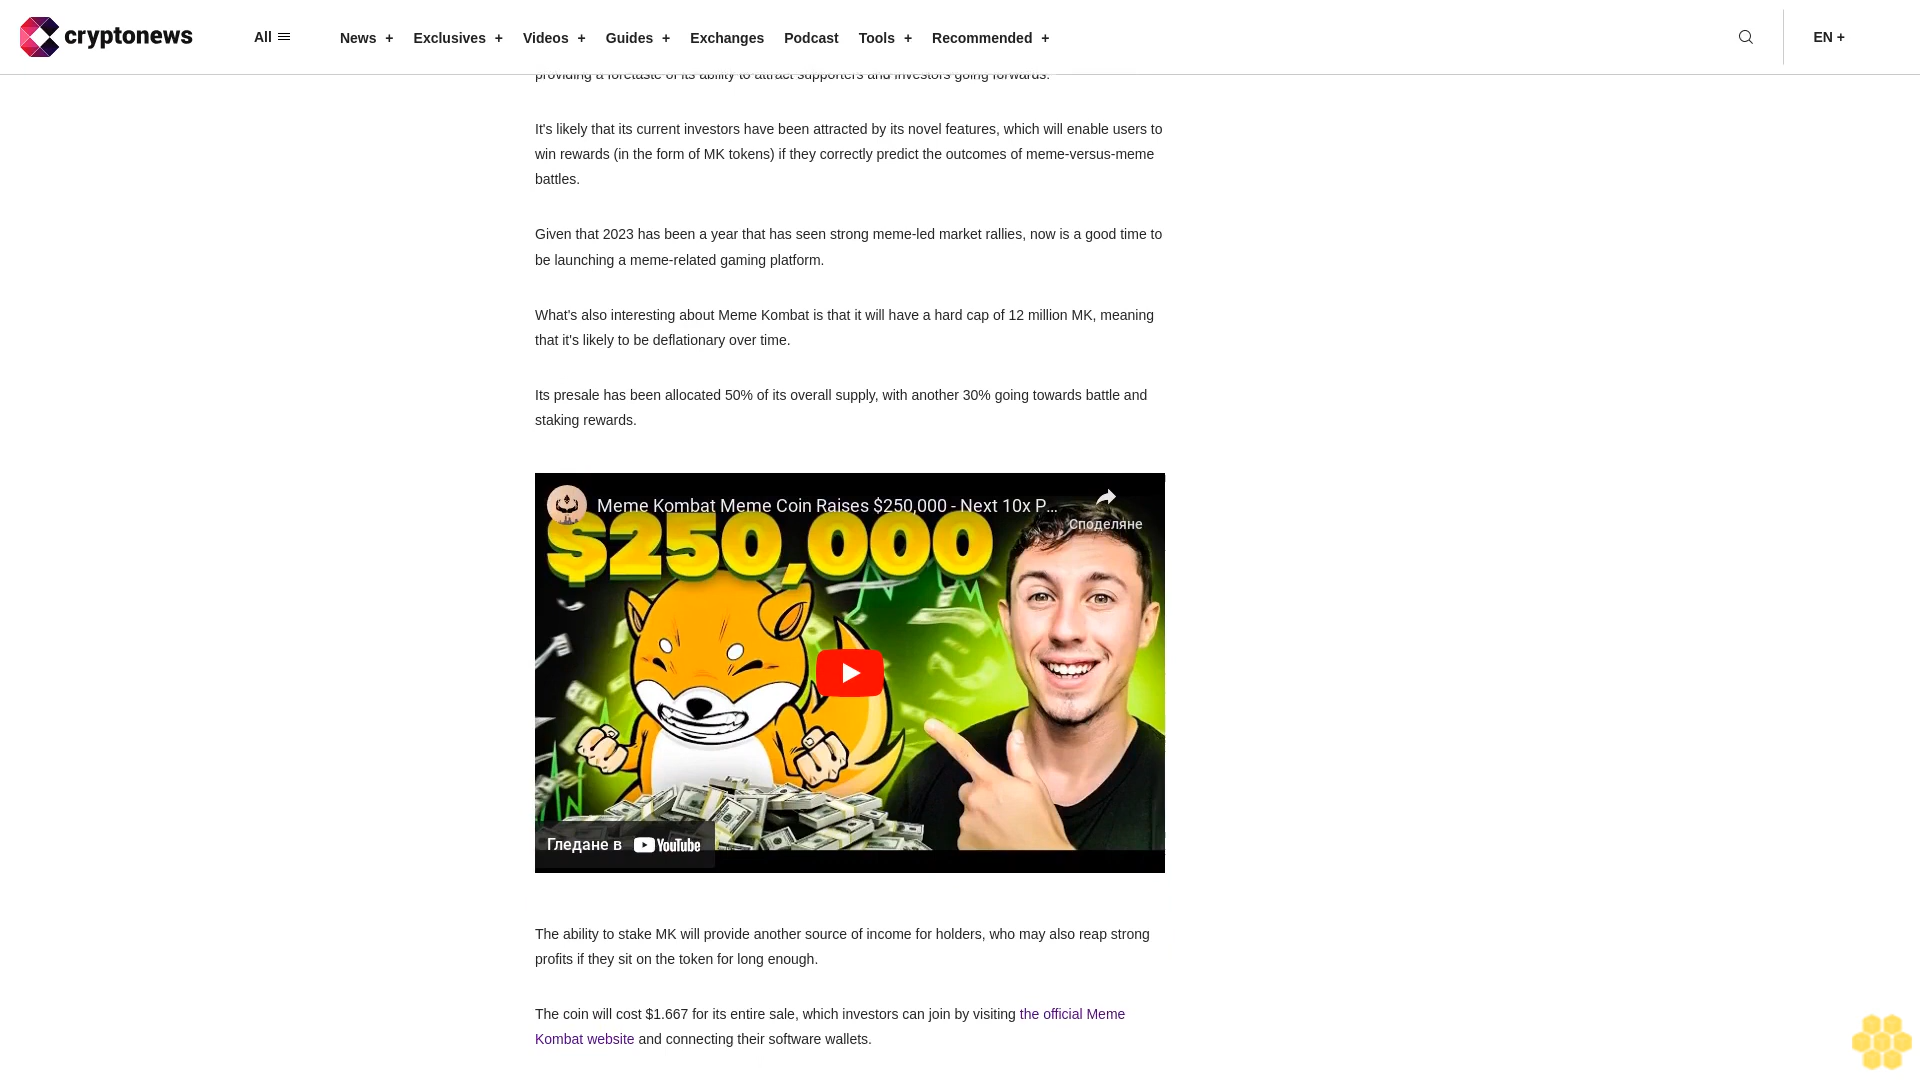 cryptonews
All
News +
Exclusives +
Videos +
Guides +
Exchanges
Podcast
Tools +
Recommended +
EN +
providing a foretaste of its ability to attract supporters and investors going forwards.
It's likely that its current investors have been attracted by its novel features, which will enable users to
win rewards (in the form of MK tokens) if they correctly predict the outcomes of meme-versus-meme
battles.
Given that 2023 has been a year that has seen strong meme-led market rallies, now is a good time to
be launching a meme-related gaming platform.
What's also interesting about Meme Kombat is that it will have a hard cap of 12 million MK, meaning
that it's likely to be deflationary over time.
Its presale has been allocated 50% of its overall supply, with another 30% going towards battle and
staking rewards.
Meme Kombat Meme Coin Raises $250,000 - Next 10x P...
Споделяне
$250,000
Гледане в YouTube
The ability to stake MK will provide another source of income for holders, who may also reap strong
profits if they sit on the token for long enough.
The coin will cost $1.667 for its entire sale, which investors can join by visiting the official Meme
Kombat website and connecting their software wallets.